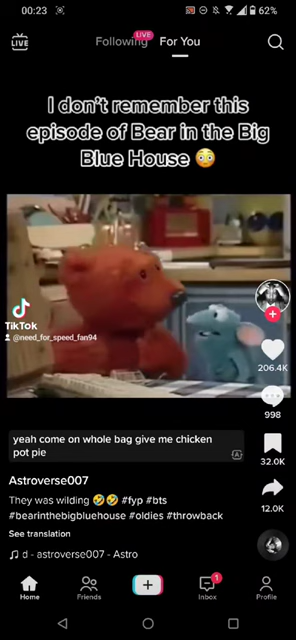 00:23
62%
LIVE
Following LIVE
For You
I don't remember this
episode of Bear in the Big
Blue House 😳
TikTok
@need_for_speed_fan94
206.4K
998
32.0K
12.0K
yeah come on whole bag give me chicken
pot pie
Astroverse007
They was wilding 🤣🤣 #fyp #bts
#bearinthebigbluehouse #oldies #throwback
See translation
d - astroverse007 - Astro
Home
Friends
Inbox
1
Profile